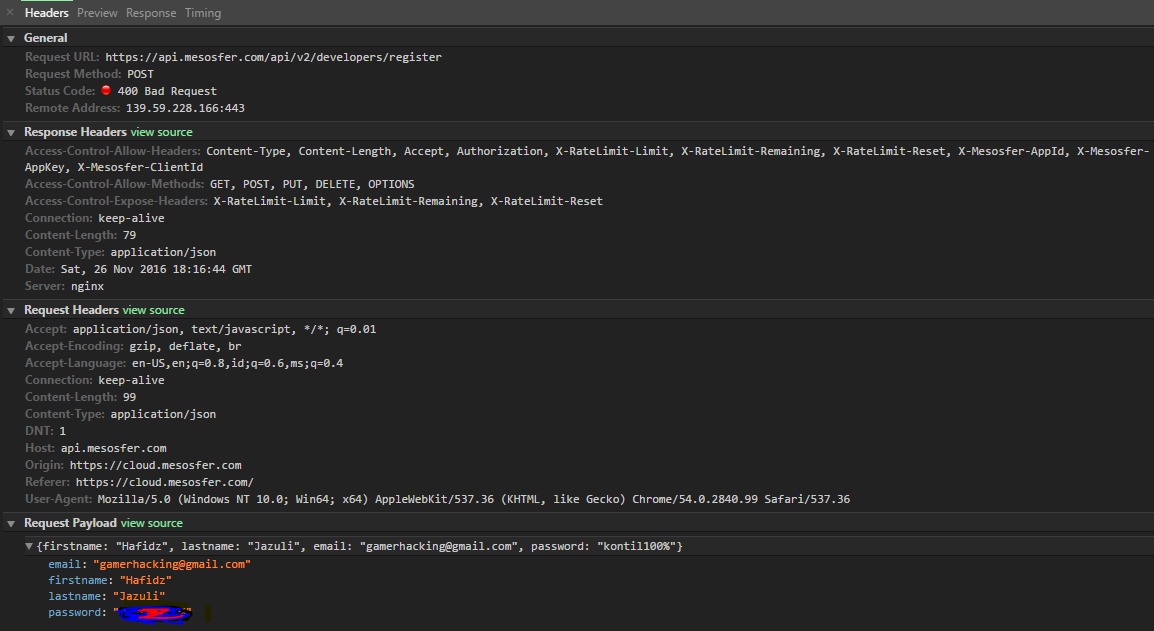 × Headers Preview Response Timing
▼ General
Request URL: https://api.mesosfer.com/api/v2/developers/register
Request Method: POST
Status Code: 400 Bad Request
Remote Address: 139.59.228.166:443
▼ Response Headers view source
Access-Control-Allow-Headers: Content-Type, Content-Length, Accept, Authorization, X-RateLimit-Limit, X-RateLimit-Remaining, X-RateLimit-Reset, X-Mesosfer-AppId, X-Mesosfer-
AppKey, X-Mesosfer-ClientId
Access-Control-Allow-Methods: GET, POST, PUT, DELETE, OPTIONS
Access-Control-Expose-Headers: X-RateLimit-Limit, X-RateLimit-Remaining, X-RateLimit-Reset
Connection: keep-alive
Content-Length: 79
Content-Type: application/json
Date: Sat, 26 Nov 2016 18:16:44 GMT
Server: nginx
▼ Request Headers view source
Accept: application/json, text/javascript, */*; q=0.01
Accept-Encoding: gzip, deflate, br
Accept-Language: en-US,en;q=0.8,id;q=0.6,ms;q=0.4
Connection: keep-alive
Content-Length: 99
Content-Type: application/json
DNT: 1
Host: api.mesosfer.com
Origin: https://cloud.mesosfer.com
Referer: https://cloud.mesosfer.com/
User-Agent: Mozilla/5.0 (Windows NT 10.0; Win64; x64) AppleWebKit/537.36 (KHTML, like Gecko) Chrome/54.0.2840.99 Safari/537.36
▼ Request Payload view source
▼{firstname: "Hafidz", lastname: "Jazuli", email: "gamerhacking@gmail.com", password: "kontil100%"}
email: "gamerhacking@gmail.com"
firstname: "Hafidz"
lastname: "Jazuli"
password: "